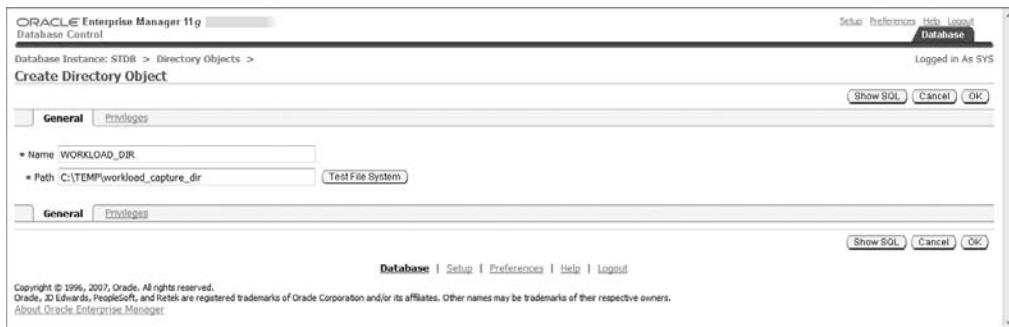 ORACLE Enterprise Manager 11g
Database Control
Setup Preferences Help Logout
Database
Database Instance: STDB > Directory Objects >
Logged in As SYS
Create Directory Object
Show SQL Cancel OK
General Privileges
* Name WORKLOAD_DIR
* Path C:\TEMP\workload_capture_dir Test File System
General Privileges
Show SQL Cancel OK
Database | Setup | Preferences | Help | Logout
Copyright © 1996, 2007, Oracle. All rights reserved.
Oracle, JD Edwards, PeopleSoft, and Retek are registered trademarks of Oracle Corporation and/or its affiliates. Other names may be trademarks of their respective owners.
About Oracle Enterprise Manager